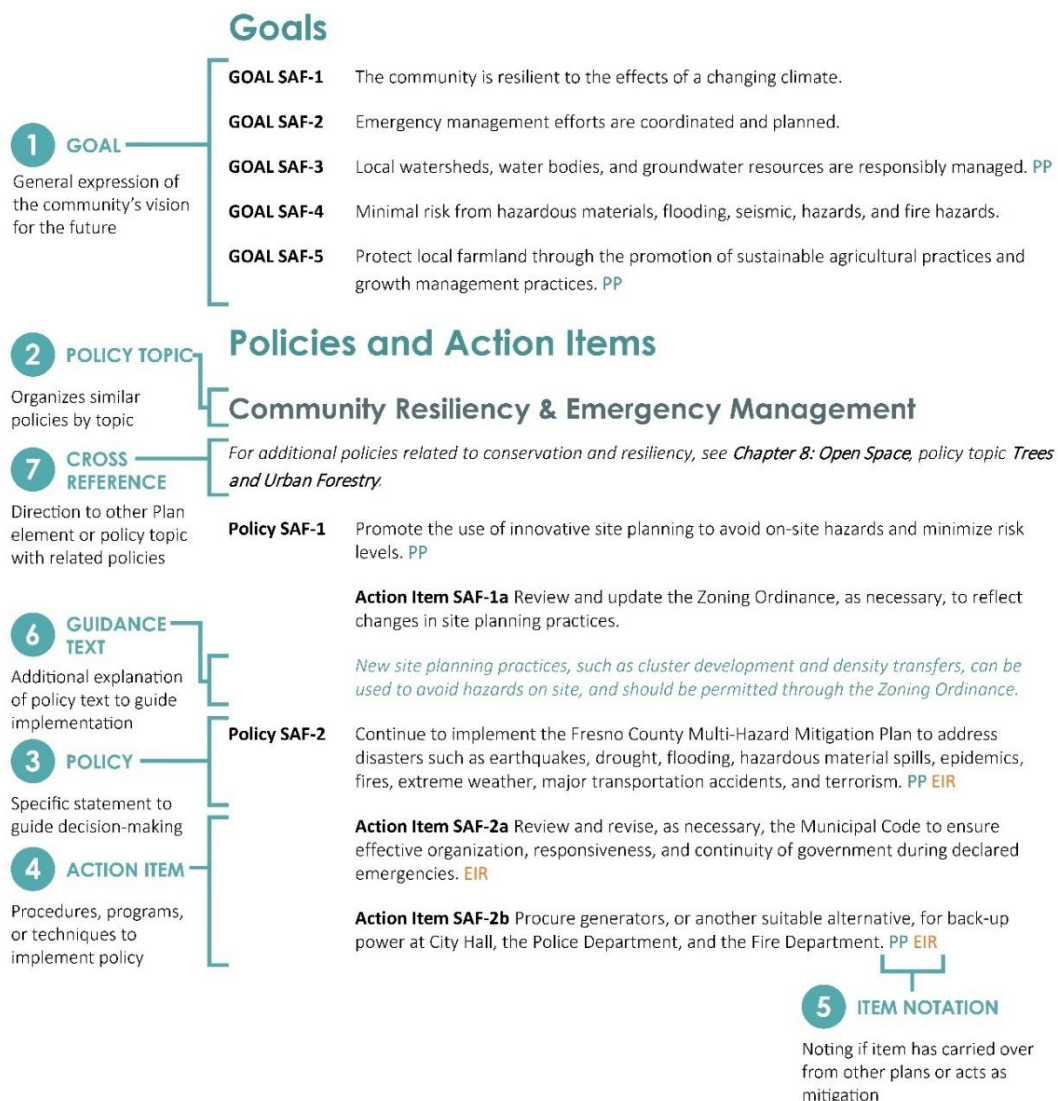 Goals
GOAL SAF-1 The community is resilient to the effects of a changing climate.
GOAL SAF-2 Emergency management efforts are coordinated and planned.
1 GOAL
General expression of
the community's vision
for the future
GOAL SAF-3 Local watersheds, water bodies, and groundwater resources are responsibly managed. PP
GOAL SAF-4 Minimal risk from hazardous materials, flooding, seismic, hazards, and fire hazards.
GOAL SAF-5 Protect local farmland through the promotion of sustainable agricultural practices and
growth management practices. PP
Policies and Action Items
2 POLICY TOPIC
Organizes similar
policies by topic
Community Resiliency & Emergency Management
7 CROSS
REFERENCE
Direction to other Plan
element or policy topic
with related policies
For additional policies related to conservation and resiliency, see Chapter 8: Open Space, policy topic Trees
and Urban Forestry.
Policy SAF-1 Promote the use of innovative site planning to avoid on-site hazards and minimize risk
levels. PP
Action Item SAF-1a Review and update the Zoning Ordinance, as necessary, to reflect
changes in site planning practices.
6 GUIDANCE
TEXT
Additional explanation
of policy text to guide
implementation
New site planning practices, such as cluster development and density transfers, can be
used to avoid hazards on site, and should be permitted through the Zoning Ordinance.
3 POLICY
Specific statement to
guide decision-making
Policy SAF-2 Continue to implement the Fresno County Multi-Hazard Mitigation Plan to address
disasters such as earthquakes, drought, flooding, hazardous material spills, epidemics,
fires, extreme weather, major transportation accidents, and terrorism. PP EIR
4 ACTION ITEM
Procedures, programs,
or techniques to
implement policy
Action Item SAF-2a Review and revise, as necessary, the Municipal Code to ensure
effective organization, responsiveness, and continuity of government during declared
emergencies. EIR
Action Item SAF-2b Procure generators, or another suitable alternative, for back-up
power at City Hall, the Police Department, and the Fire Department. PP EIR
5 ITEM NOTATION
Noting if item has carried over
from other plans or acts as
mitigation